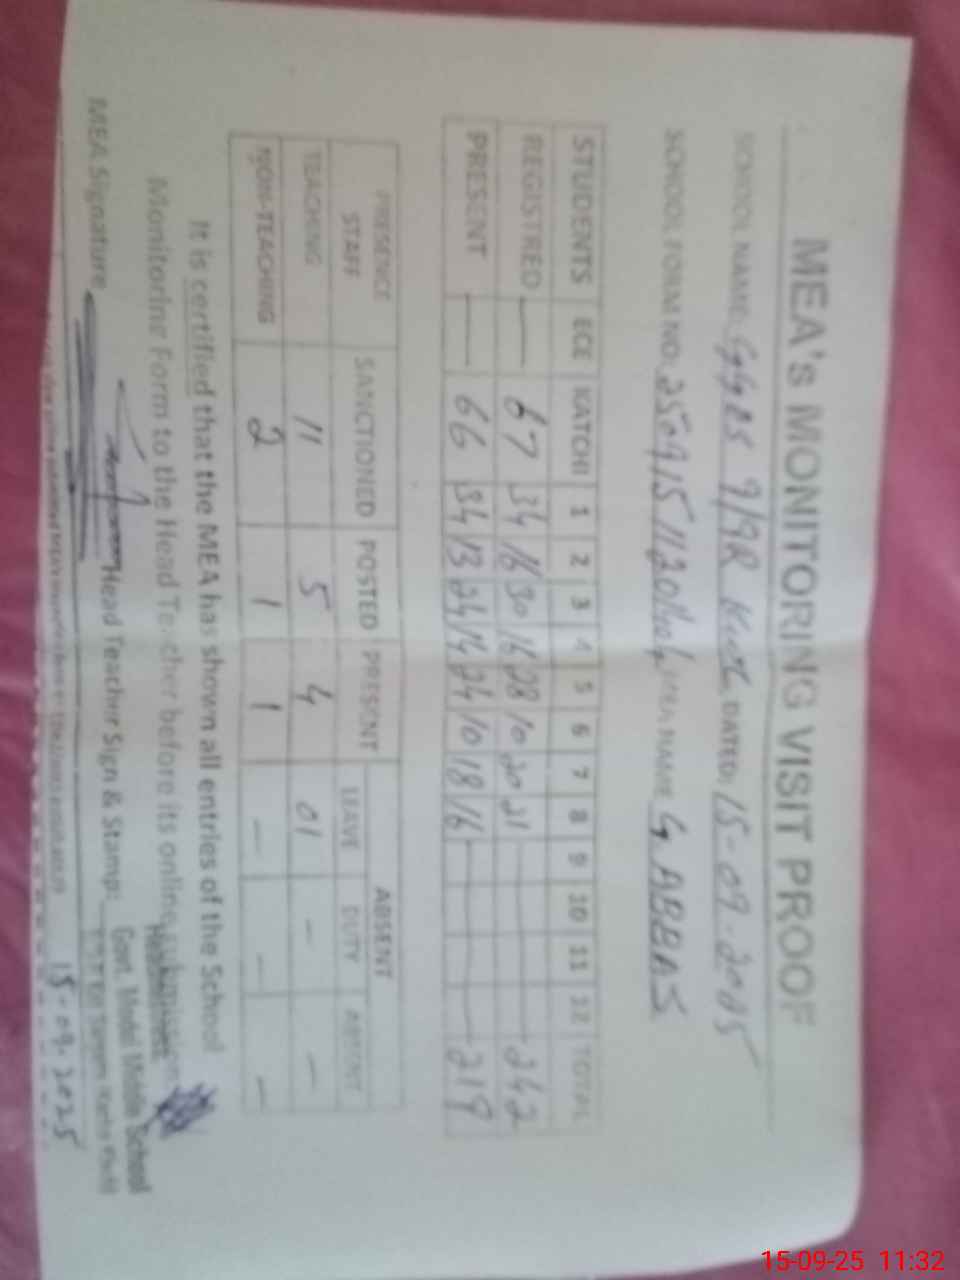 MEA's MONITORING VISIT PROOF
SCHOOL NAME: GGES 9/9R DATED: 15-09-2025
SCHOOL FORM NO: MEA NAME G ABBAS
STUDENTS ECE KATCHI 1 2 3 4 5 6 7 8 9 10 11 12 TOTAL
REGISTRED — 67 34 16 30 16 28 10 20 21 — 242
PRESENT — 66 34 13 24 14 24 10 18 16 — 219
PRESENCE STAFF SANCTIONED POSTED PRESENT ABSENT
LEAVE DUTY ABSENT
TEACHING 11 5 4 01 - -
NON-TEACHING 2 1 1 - - -
It is certified that the MEA has shown all entries of the School
Monitoring Form to the Head Teacher before its online submission
MEA Signature Head Teacher Sign & Stamp:
Govt. Model Middle School
15-09-2025
15-09-25 11:32